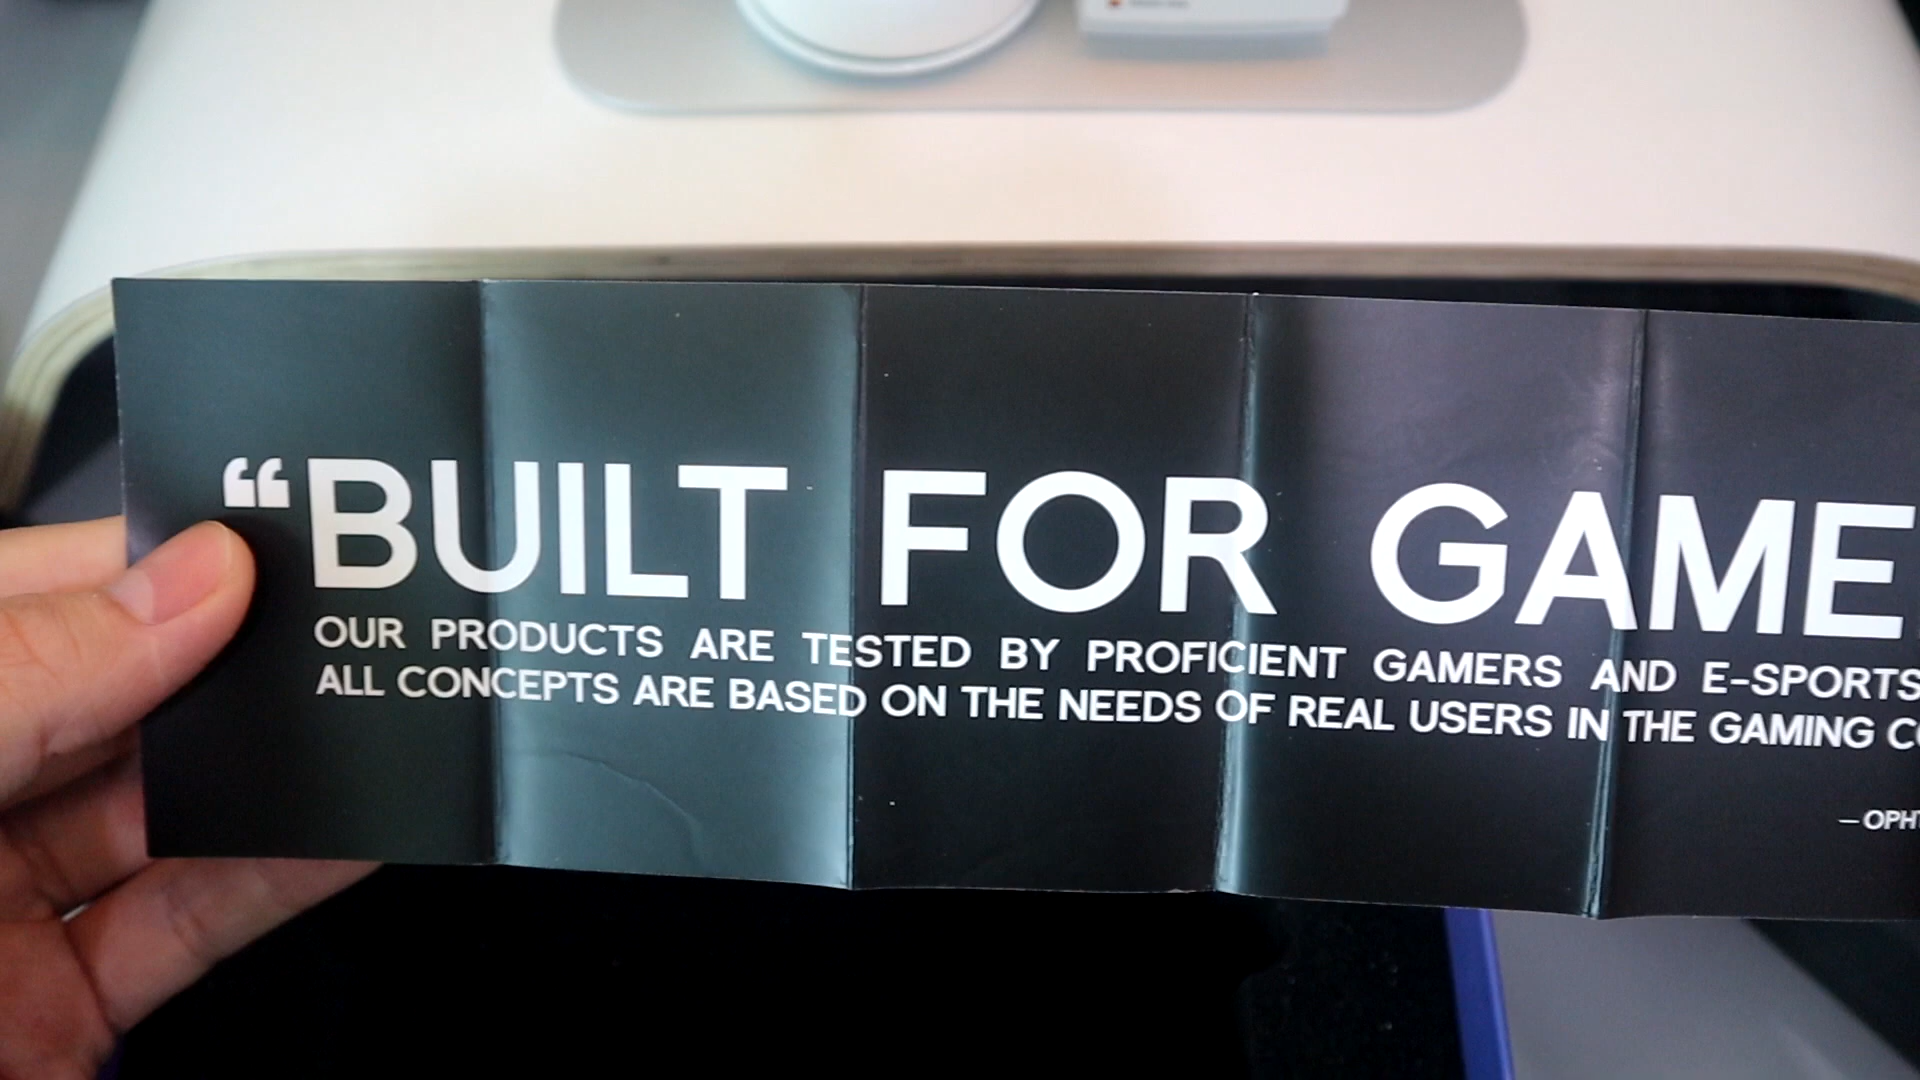 “BUILT FOR GAME
OUR PRODUCTS ARE TESTED BY PROFICIENT GAMERS AND E-SPORTS
ALL CONCEPTS ARE BASED ON THE NEEDS OF REAL USERS IN THE GAMING